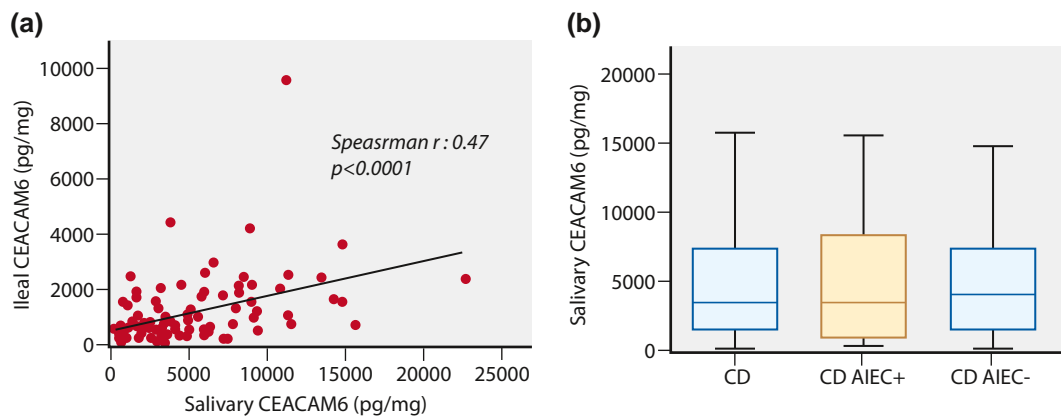 (a)
10000
8000
6000
4000
2000
0
Illeal CEACAM6 (pg/mg)
Speasrman r : 0.47
p<0.0001
0
5000
10000
15000
20000
25000
Salivary CEACAM6 (pg/mg)
(b)
20000
15000
10000
5000
0
Salivary CEACAM6 (pg/mg)
CD
CD AIEC+
CD AIEC-